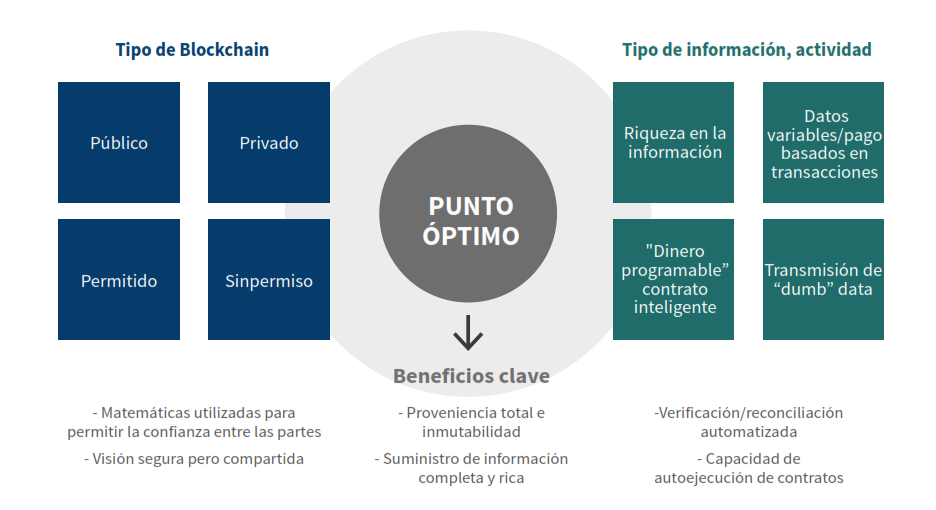 Tipo de Blockchain
Público
Privado
Permitido
Sinpermiso
PUNTO
ÓPTIMO
Tipo de información, actividad
Riqueza en la
información
Datos
variables/pago
basados en
transacciones
"Dinero
programable”
contrato
inteligente
Transmisión de
“dumb” data
Beneficios clave
- Matemáticas utilizadas para
permitir la confianza entre las partes
- Visión segura pero compartida
- Proveniencia total e
inmutabilidad
- Suministro de información
completa y rica
-Verificación/reconciliación
automatizada
- Capacidad de
autoejecución de contratos